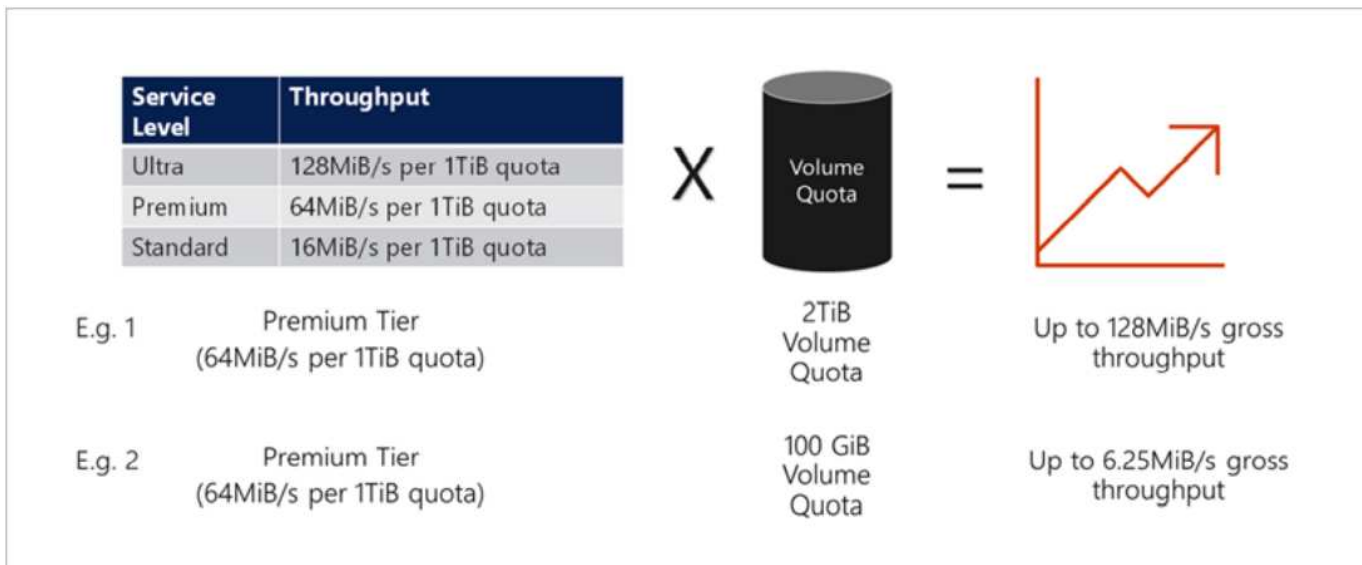 Service Level
Throughput
Ultra
128MiB/s per 1TiB quota
Premium
64MiB/s per 1TiB quota
Standard
16MiB/s per 1TiB quota
X
Volume
Quota
=
E.g. 1
Premium Tier
(64MiB/s per 1TiB quota)
2TiB
Volume
Quota
Up to 128MiB/s gross
throughput
E.g. 2
Premium Tier
(64MiB/s per 1TiB quota)
100 GiB
Volume
Quota
Up to 6.25MiB/s gross
throughput